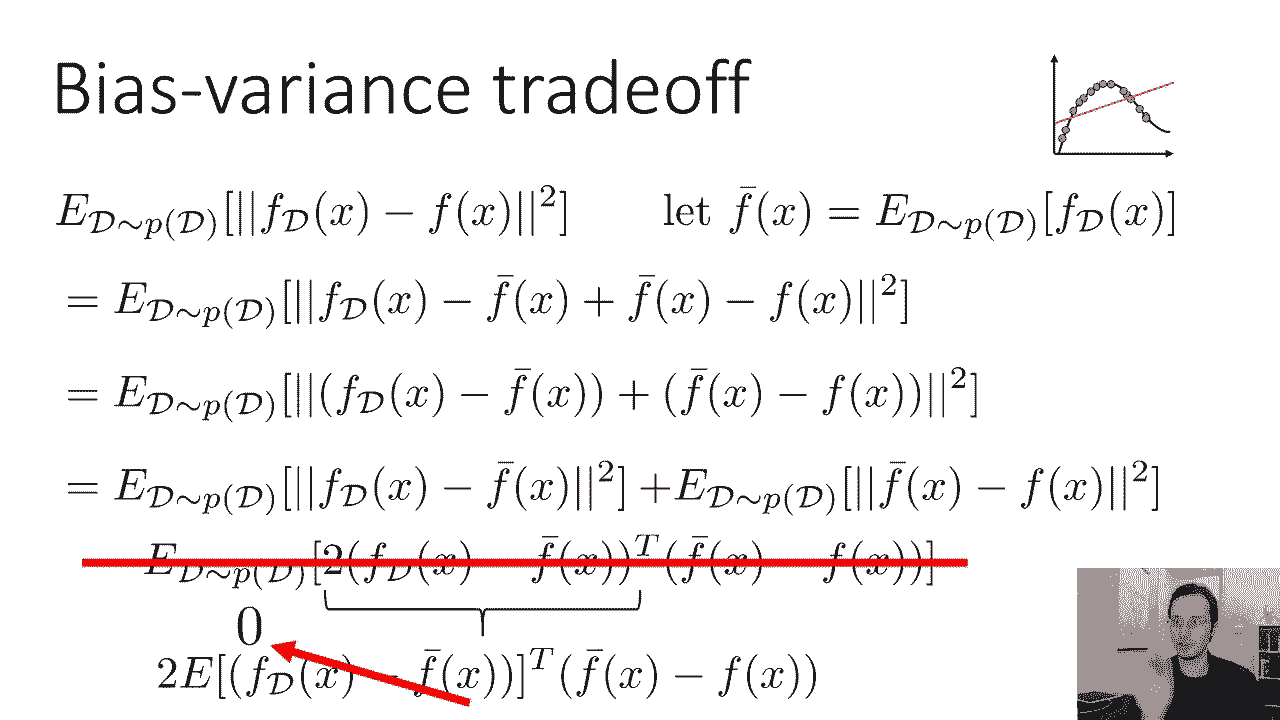 Bias-variance tradeoff
$E_{\mathcal{D}\sim p(\mathcal{D})}[||f_{\mathcal{D}}(x) - f(x)||^2]$ let $\bar{f}(x) = E_{\mathcal{D}\sim p(\mathcal{D})}[f_{\mathcal{D}}(x)]$
$= E_{\mathcal{D}\sim p(\mathcal{D})}[||f_{\mathcal{D}}(x) - \bar{f}(x) + \bar{f}(x) - f(x)||^2]$
$= E_{\mathcal{D}\sim p(\mathcal{D})}[||(f_{\mathcal{D}}(x) - \bar{f}(x)) + (\bar{f}(x) - f(x))||^2]$
$= E_{\mathcal{D}\sim p(\mathcal{D})}[||f_{\mathcal{D}}(x) - \bar{f}(x)||^2] + E_{\mathcal{D}\sim p(\mathcal{D})}[||\bar{f}(x) - f(x)||^2]$
$E_{\mathcal{D}\sim p(\mathcal{D})}[2(f_{\mathcal{D}}(x) - \bar{f}(x))^T(\bar{f}(x) - f(x))]$
0
$2E[(f_{\mathcal{D}}(x) - \bar{f}(x))]^T(\bar{f}(x) - f(x))$